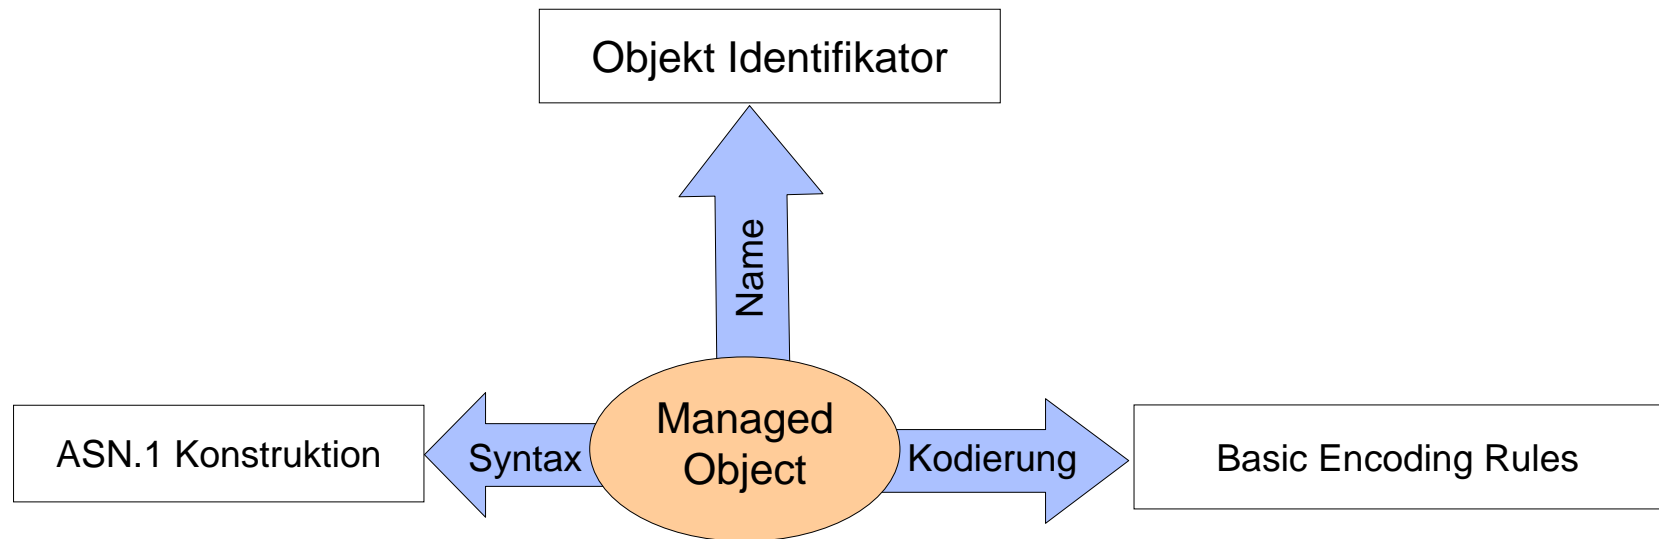 Objekt Identifikator
Name
ASN.1 Konstruktion
Syntax
Managed
Object
Kodierung
Basic Encoding Rules